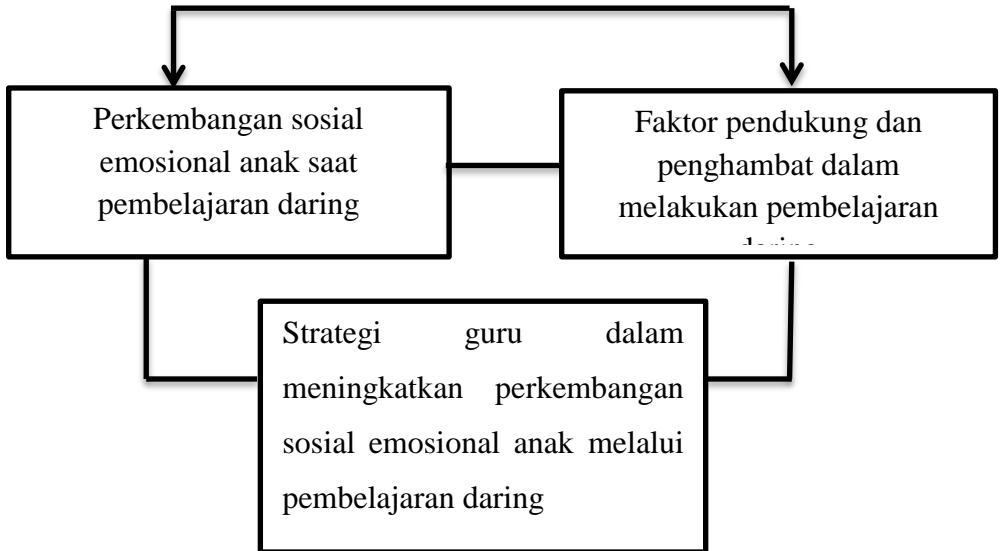 Perkembangan sosial
emosional anak saat
pembelajaran daring
Faktor pendukung dan
penghambat dalam
melakukan pembelajaran
Strategi guru dalam
meningkatkan perkembangan
sosial emosional anak melalui
pembelajaran daring